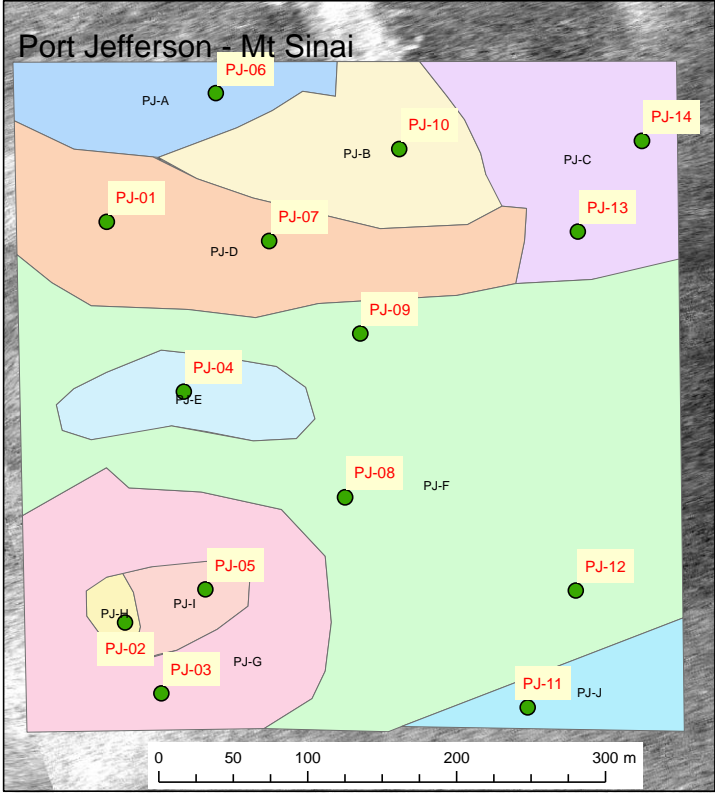 Port Jefferson - Mt Sinai
PJ-06
PJ-A
PJ-14
PJ-10
PJ-B
PJ-C
PJ-01
PJ-13
PJ-07
PJ-D
PJ-09
PJ-04
PJ-E
PJ-08
PJ-F
PJ-05
PJ-12
PJ-I
PJ-H
PJ-02
PJ-G
PJ-03
PJ-11
PJ-J
0 50 100 200 300 m